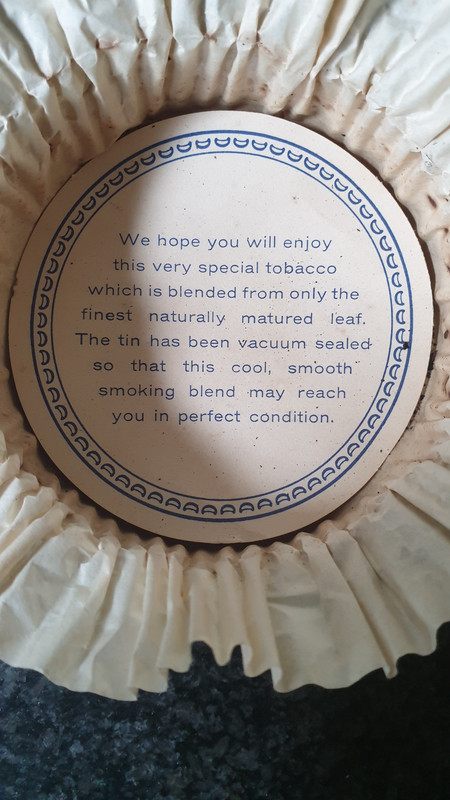 We hope you will enjoy
this very special tobacco
which is blended from only the
finest naturally matured leaf.
The tin has been vacuum sealed
so that this cool, smooth
smoking blend may reach
you in perfect condition.